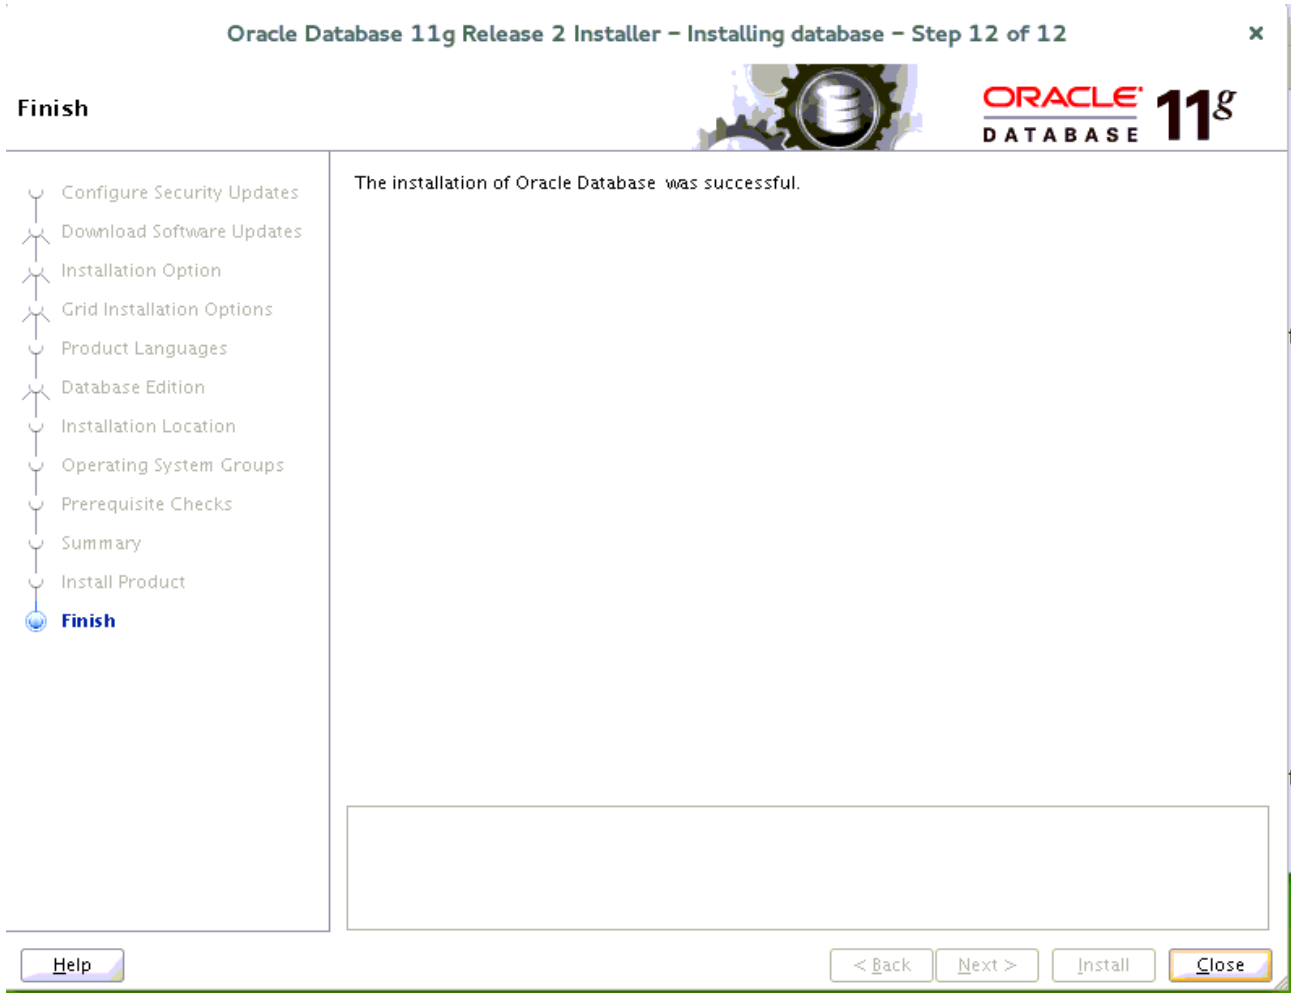 Oracle Database 11g Release 2 Installer – Installing database – Step 12 of 12
Finish
ORACLE
DATABASE
11g
Configure Security Updates
Download Software Updates
Installation Option
Grid Installation Options
Product Languages
Database Edition
Installation Location
Operating System Groups
Prerequisite Checks
Summary
Install Product
Finish
The installation of Oracle Database was successful.
Help
< Back
Next >
Install
Close